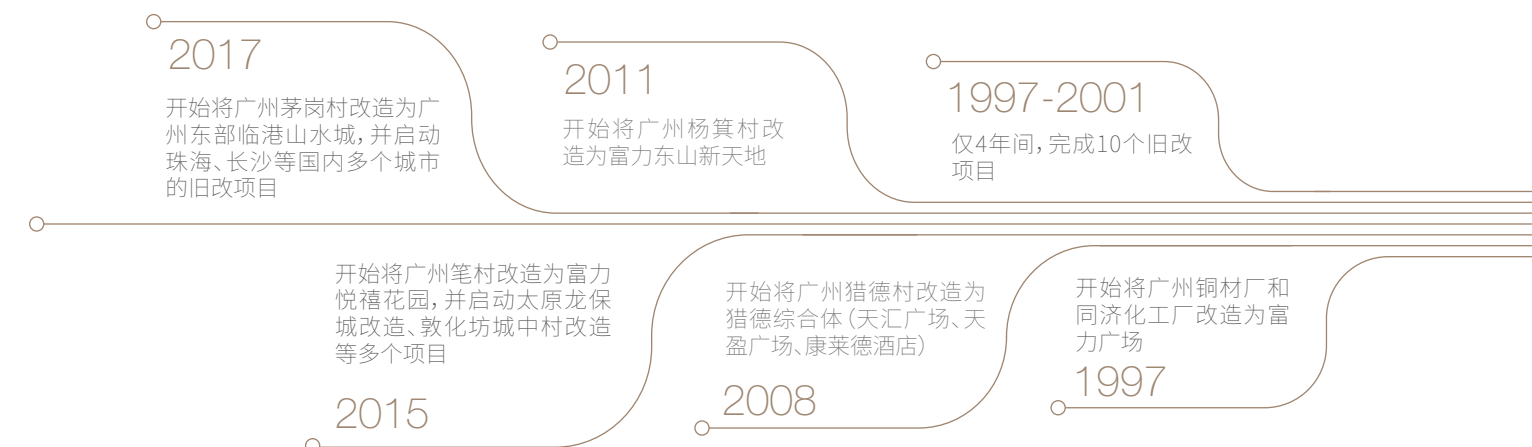 2017
开始将广州茅岗村改造为广
州东部临港山水城，并启动
珠海、长沙等国内多个城市
的旧改项目
2011
开始将广州杨箕村改
造为富力东山新天地
1997-2001
仅4年间，完成10个旧改
项目
开始将广州笔村改造为富力
悦禧花园，并启动太原龙保
城改造、敦化坊城中村改造
等多个项目
2015
开始将广州猎德村改造为
猎德综合体（天汇广场、天
盈广场、康莱德酒店）
2008
开始将广州铜材厂和
同济化工厂改造为富
力广场
1997